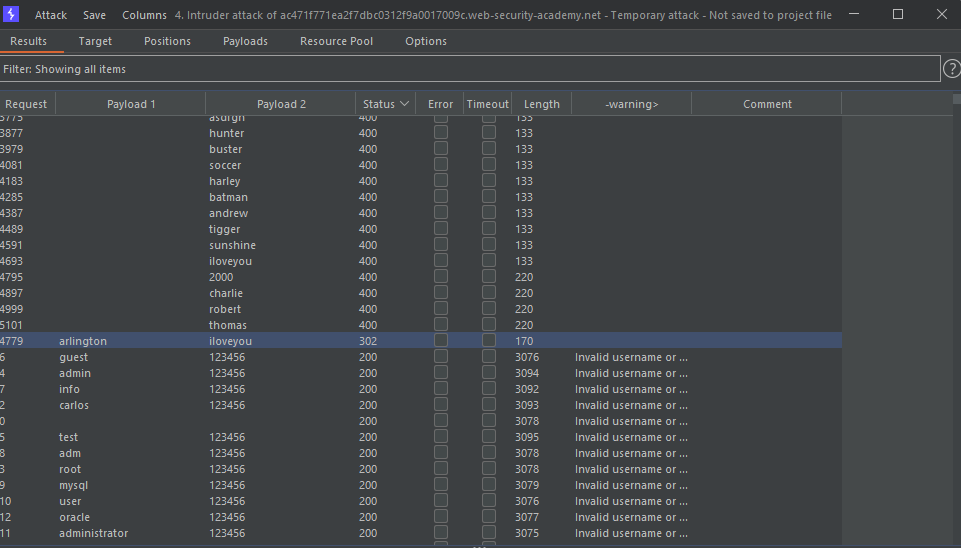 Attack Save Columns 4. Intruder attack of ac471f771ea2f7dbc0312f9a0017009c.web-security-academy.net - Temporary attack - Not saved to project file
Results Target Positions Payloads Resource Pool Options
Filter: Showing all items ?
Request Payload 1 Payload 2 Status Error Timeout Length -warning> Comment
3775 asdfgh 400 133
3877 hunter 400 133
3979 buster 400 133
4081 soccer 400 133
4183 harley 400 133
4285 batman 400 133
4387 andrew 400 133
4489 tigger 400 133
4591 sunshine 400 133
4693 iloveyou 400 133
4795 2000 400 220
4897 charlie 400 220
4999 robert 400 220
5101 thomas 400 220
4779 arlington iloveyou 302 170
6 guest 123456 200 3076 Invalid username or ...
4 admin 123456 200 3094 Invalid username or ...
7 info 123456 200 3092 Invalid username or ...
2 carlos 123456 200 3093 Invalid username or ...
0 200 3078 Invalid username or ...
5 test 123456 200 3095 Invalid username or ...
8 adm 123456 200 3078 Invalid username or ...
3 root 123456 200 3078 Invalid username or ...
9 mysql 123456 200 3079 Invalid username or ...
10 user 123456 200 3076 Invalid username or ...
12 oracle 123456 200 3077 Invalid username or ...
11 administrator 123456 200 3075 Invalid username or ...